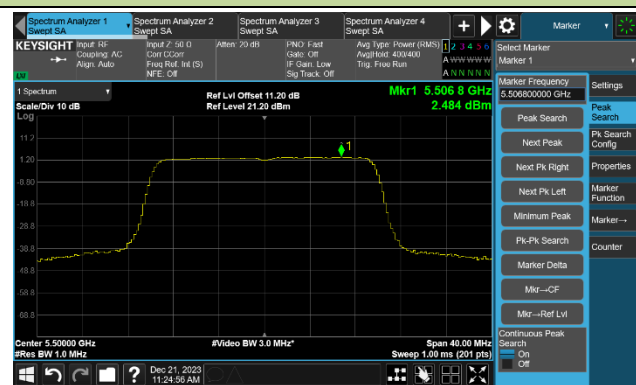 Spectrum Analyzer 1
Swept SA
Spectrum Analyzer 2
Swept SA
Spectrum Analyzer 3
Swept SA
Spectrum Analyzer 4
Swept SA
+
Marker
KEYSIGHT
Input: RF
Coupling: AC
Align: Auto
Input Z: 50 Ω
Corr CCorr
Freq Ref: Int (S)
NFE: Off
Atten: 20 dB
PNO: Fast
Gate: Off
IF Gain: Low
Sig Track: Off
Avg Type: Power (RMS)
Avg|Hold: 400/400
Trig: Free Run
1 2 3 4 5 6
A W W W W W
A N N N N N
LV
Select Marker
Marker 1
1 Spectrum
Scale/Div 10 dB
Log
Ref Lvl Offset 11.20 dB
Ref Level 21.20 dBm
Mkr1 5.506 8 GHz
2.484 dBm
11.2
1.20
-8.80
-18.8
-28.8
-38.8
-48.8
-58.8
-68.8
1
Center 5.50000 GHz
#Res BW 1.0 MHz
#Video BW 3.0 MHz*
Span 40.00 MHz
Sweep 1.00 ms (201 pts)
Marker Frequency
5.506800000 GHz
Peak Search
Next Peak
Next Pk Right
Next Pk Left
Minimum Peak
Pk-Pk Search
Marker Delta
Mkr→CF
Mkr→Ref Lvl
Continuous Peak
Search
On
Off
Settings
Peak
Search
Pk Search
Config
Properties
Marker
Function
Marker→
Counter
?
Dec 21, 2023
11:24:56 AM